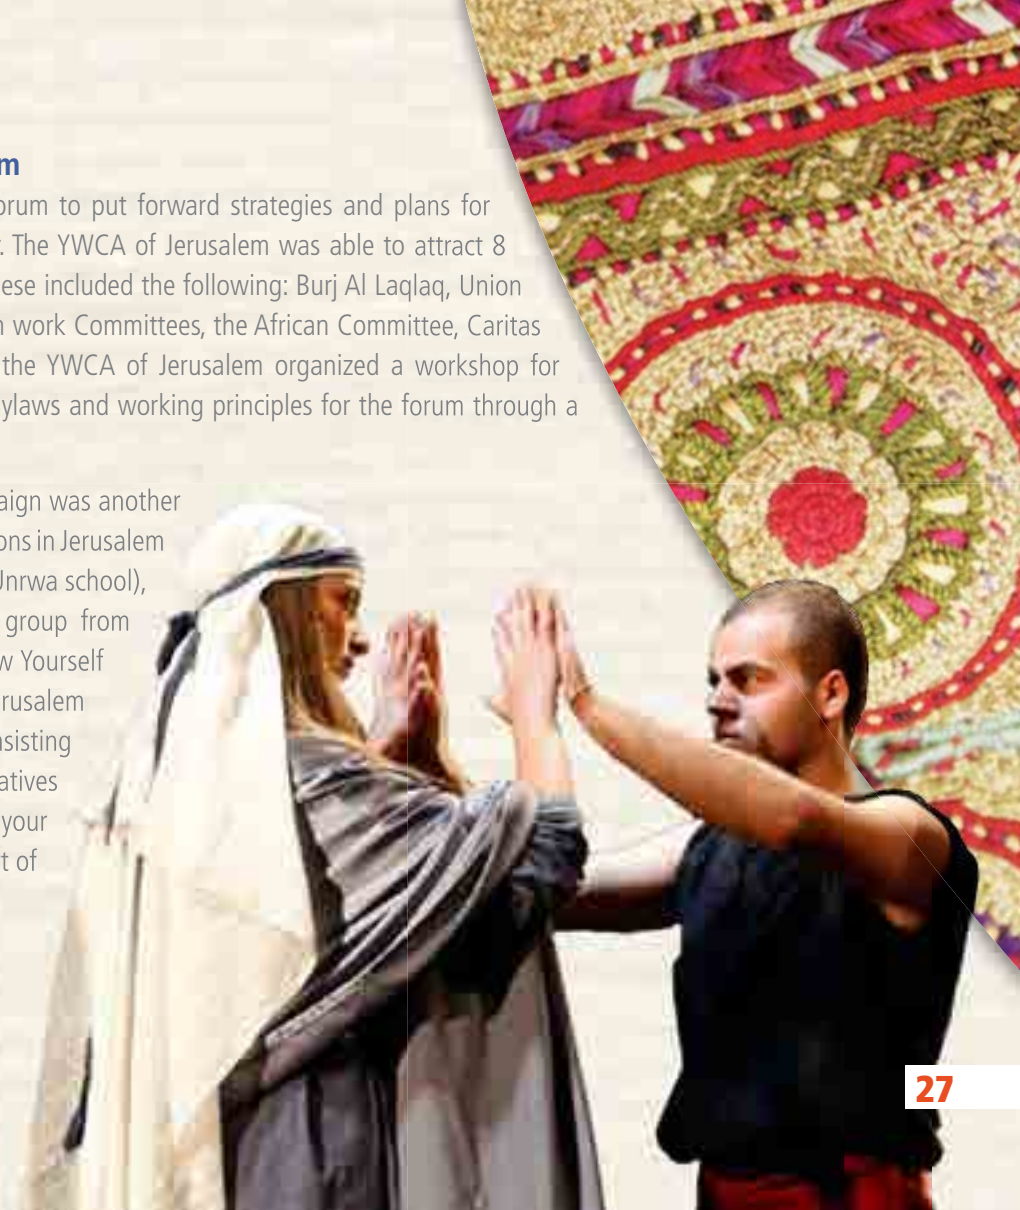 m
orum to put forward strategies and plans for
r. The YWCA of Jerusalem was able to attract 8
ese included the following: Burj Al Laqlaq, Union
n work Committees, the African Committee, Caritas
the YWCA of Jerusalem organized a workshop for
ylaws and working principles for the forum through a
aign was another
ons in Jerusalem
Unrwa school),
group from
w Yourself
erusalem
nsisting
atives
your
t of
27